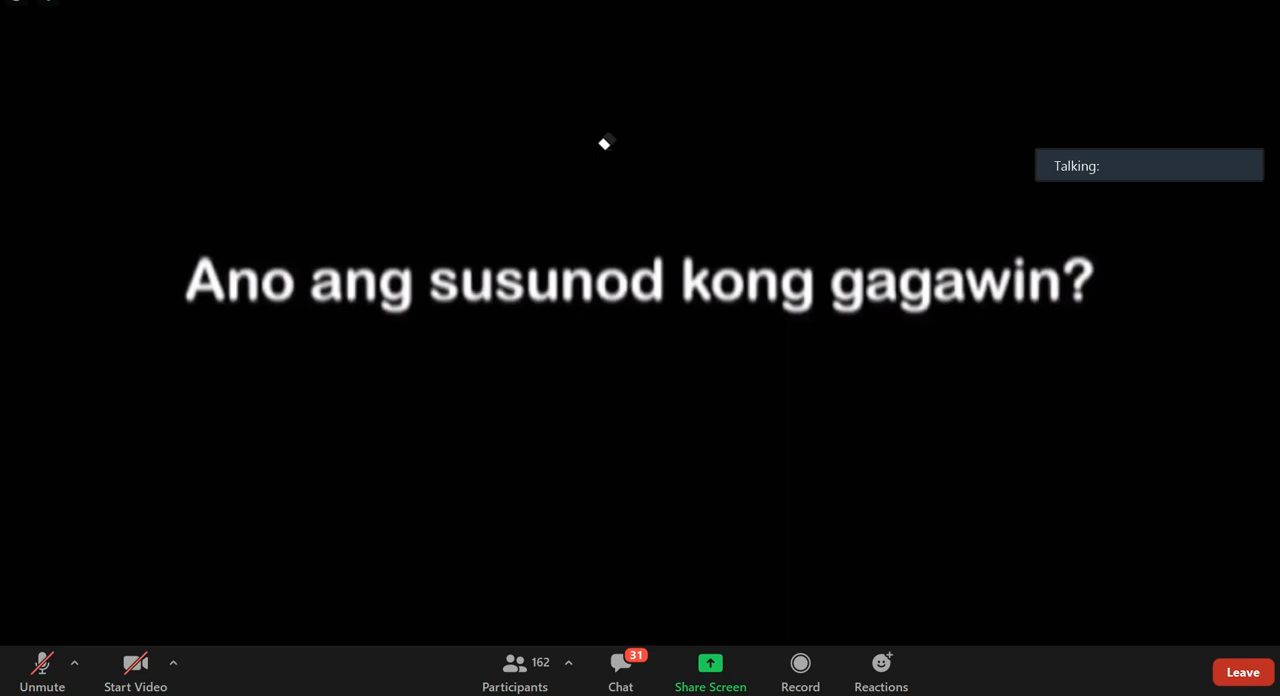 Talking:
Ano ang susunod kong gagawin?
Unmute
Start Video
162
Participants
31
Chat
Share Screen
Record
Reactions
Leave